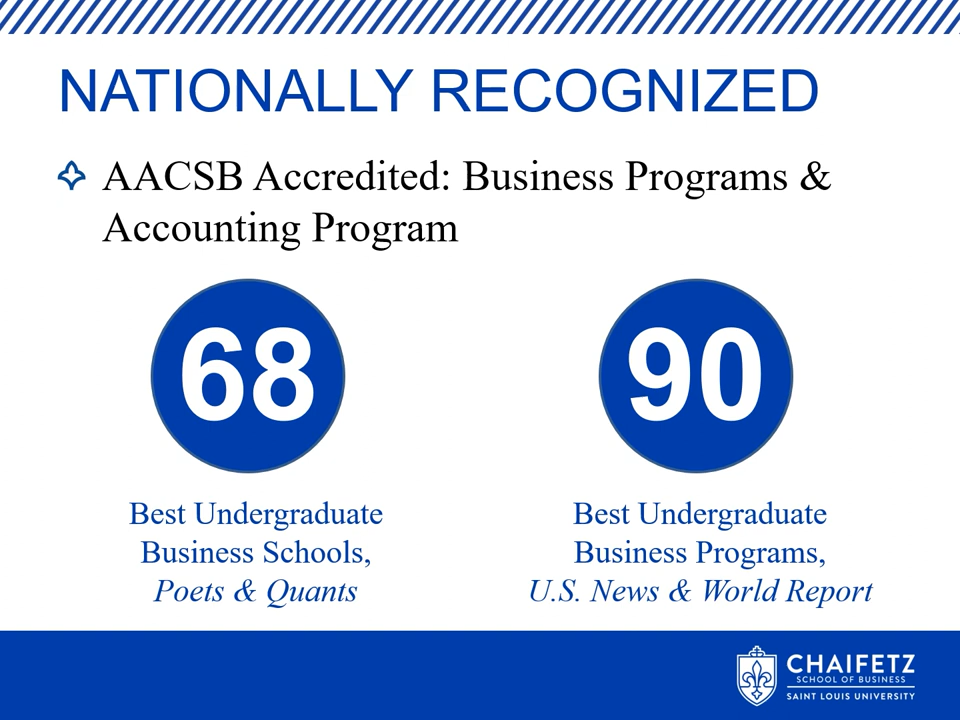 NATIONALLY RECOGNIZED
AACSB Accredited: Business Programs &
Accounting Program
68
90
Best Undergraduate
Business Schools,
Poets & Quants
Best Undergraduate
Business Programs,
U.S. News & World Report
CHAIFETZ
SCHOOL OF BUSINESS
SAINT LOUIS UNIVERSITY